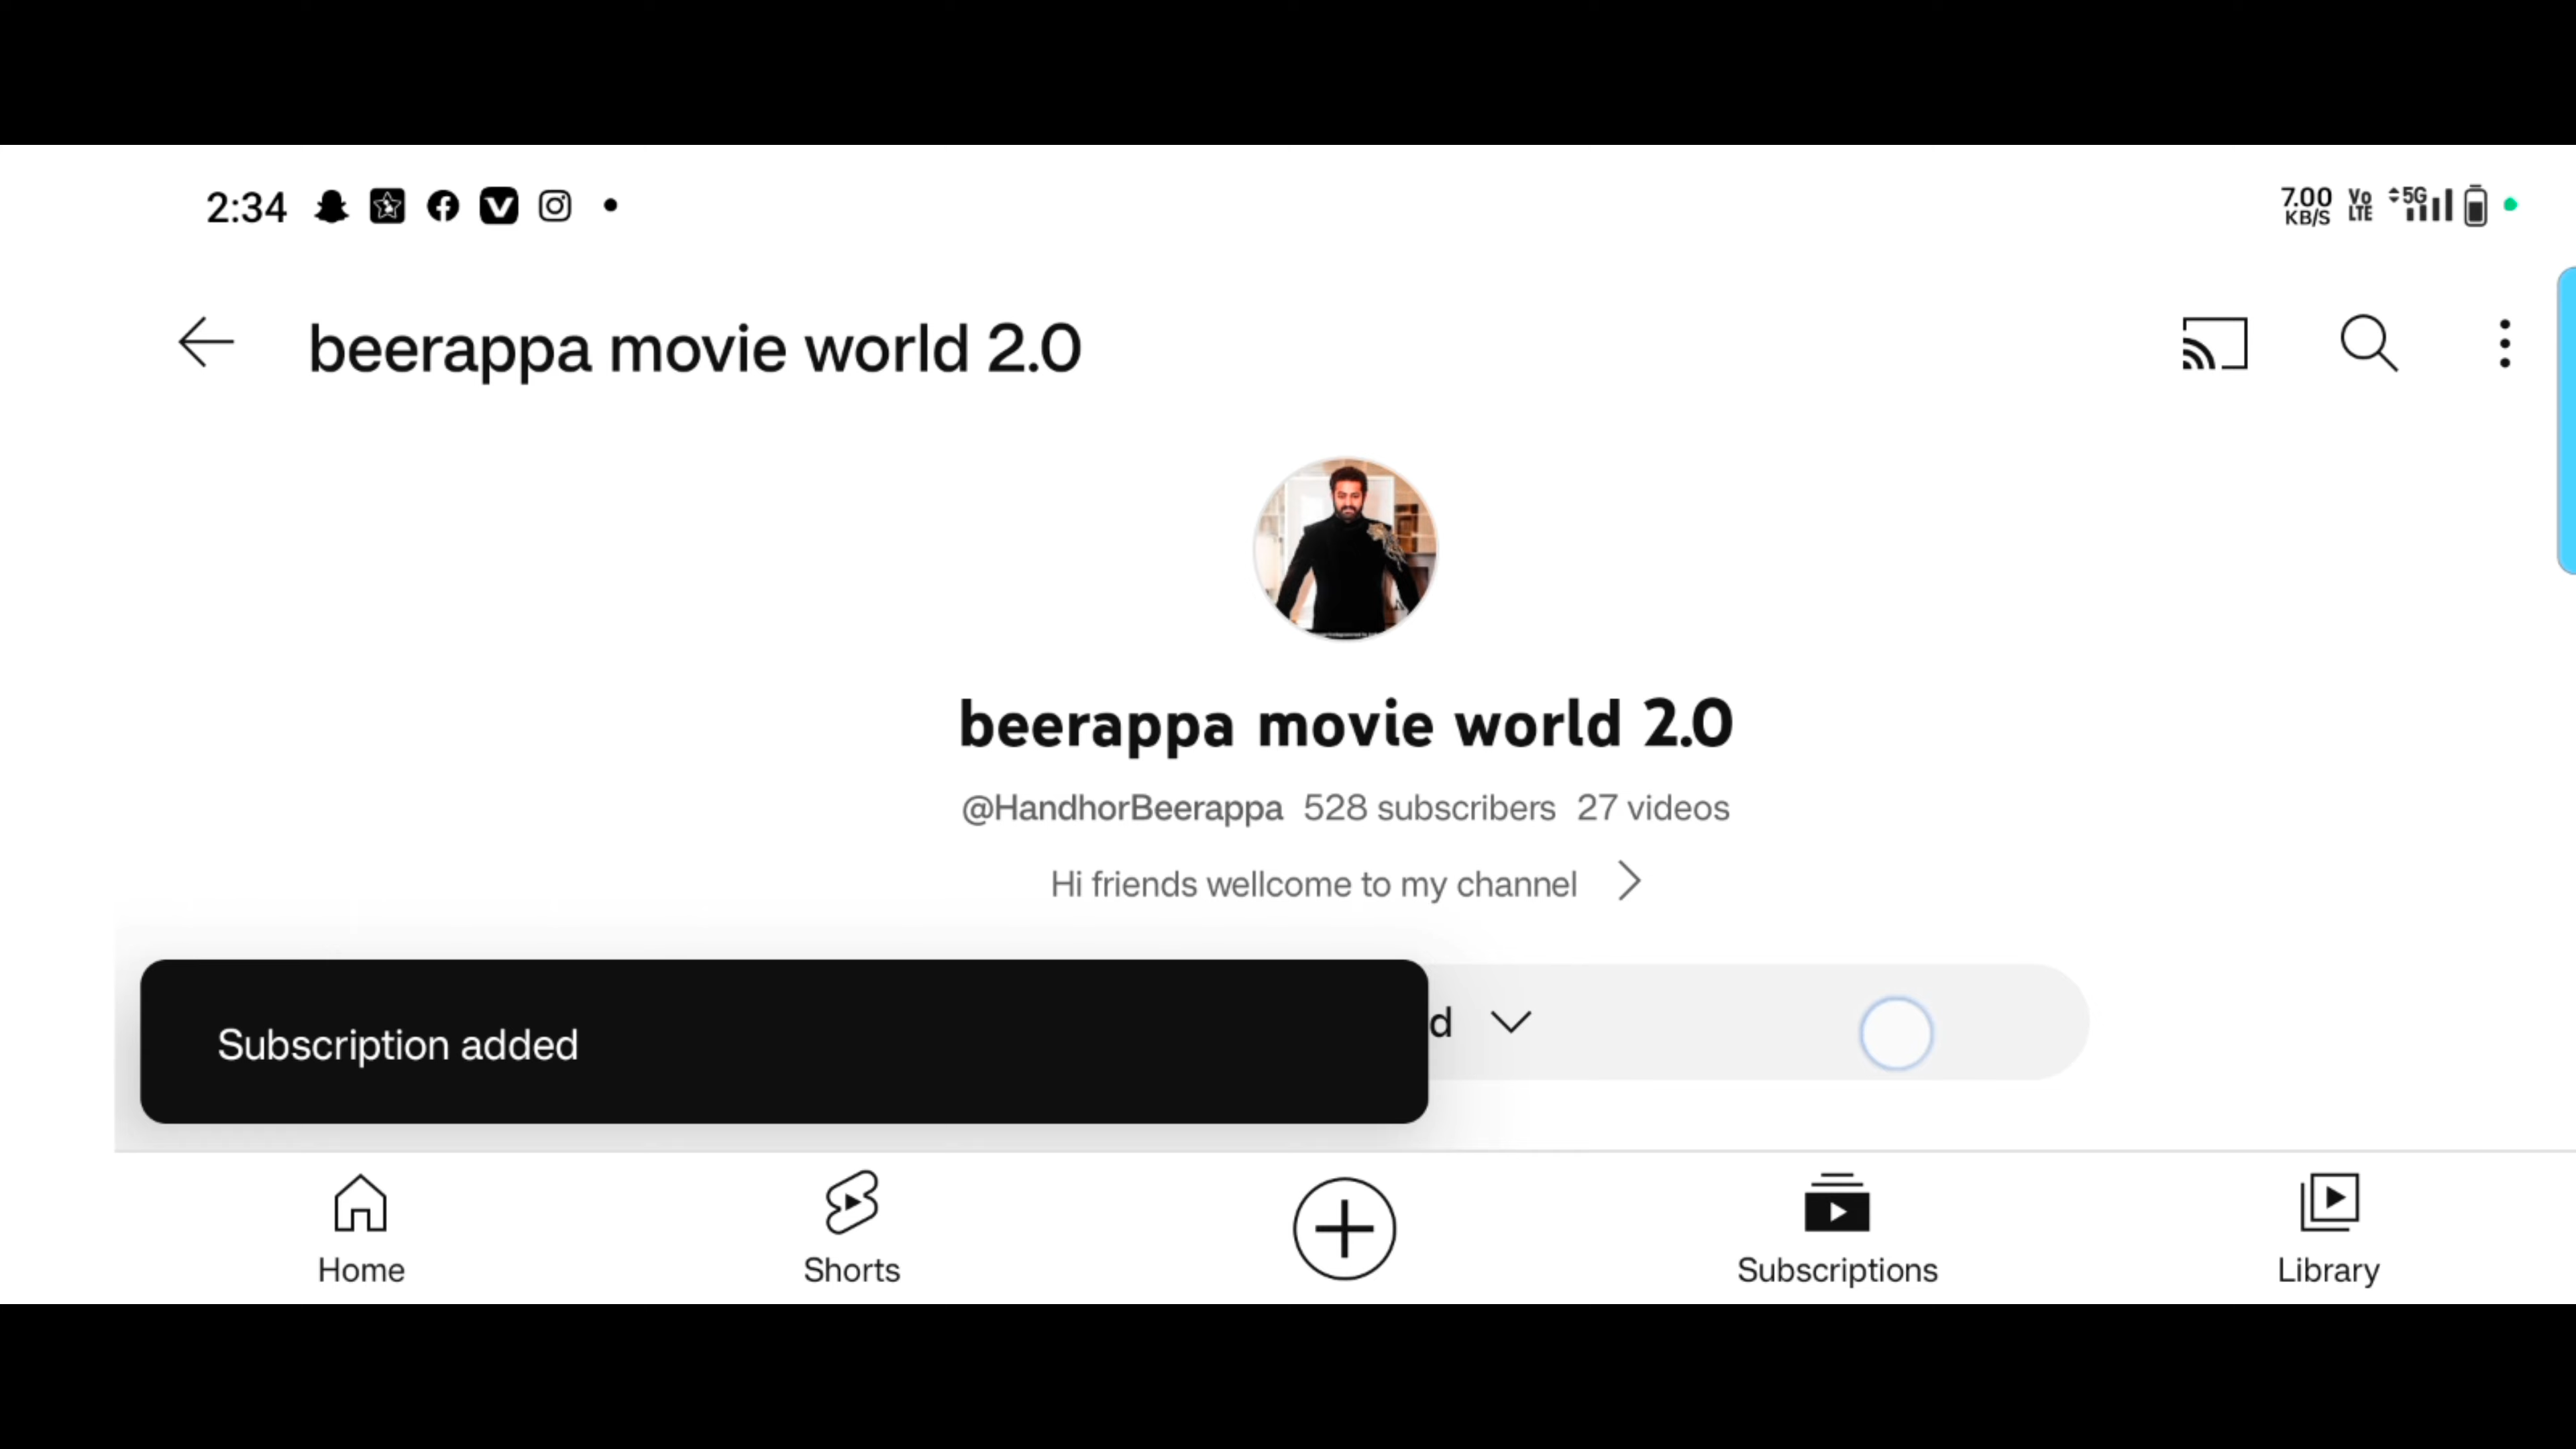 2:34
7.00 KB/S Vo LTE 5G
beerappa movie world 2.0
beerappa movie world 2.0
@HandhorBeerappa 528 subscribers 27 videos
Hi friends wellcome to my channel
Subscription added
d
Home Shorts Subscriptions Library